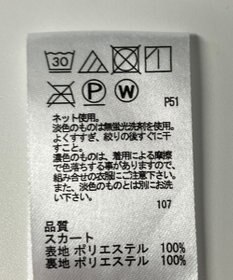 30
P W P51
ネット使用。
淡色のものは無蛍光洗剤を使用。
よくすすぎ、絞りの後すぐに干
すこと。
濃色のものは、着用による摩擦
で色落ちする事がありますので、
組み合せの衣服にご注意下さい。
また、淡色のものとは別にお洗
い下さい。
107
品質
スカート
表地 ポリエステル 100%
裏地 ポリエステル 100%